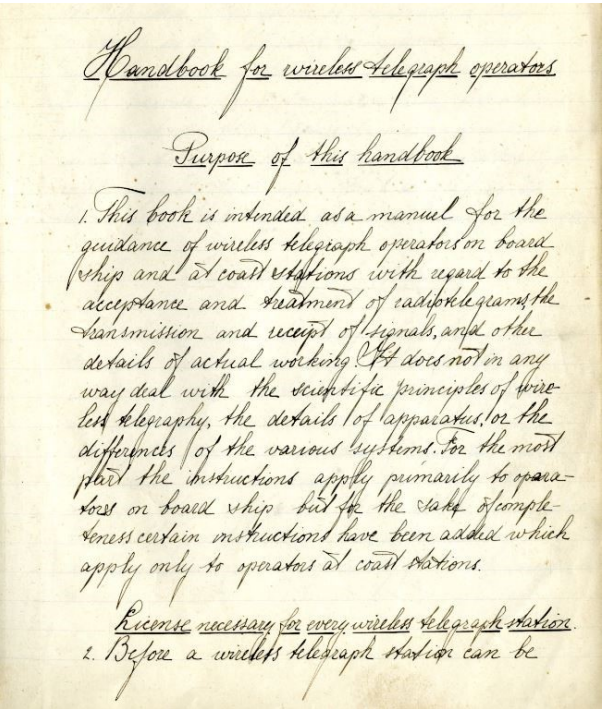 Handbook for wireless telegraph operators
Purpose of this handbook
1. This book is intended as a manuel for the
guidance of wireless telegraph operators on board
ship and at coast stations with regard to the
acceptance and treatment of radiotelegrams, the
transmission and receipt of signals, and other
details of actual working. It does not in any
way deal with the scientific principles of wire-
less telegraphy, the details of apparatus, or the
differences of the various systems. For the most
part the instructions apply primarily to opara-
tors on board ship but for the sake of comple-
teness certain instructions have been added which
apply only to operators at coast stations.
License necessary for every wireless telegraph station.
2. Before a wireless telegraph station can be